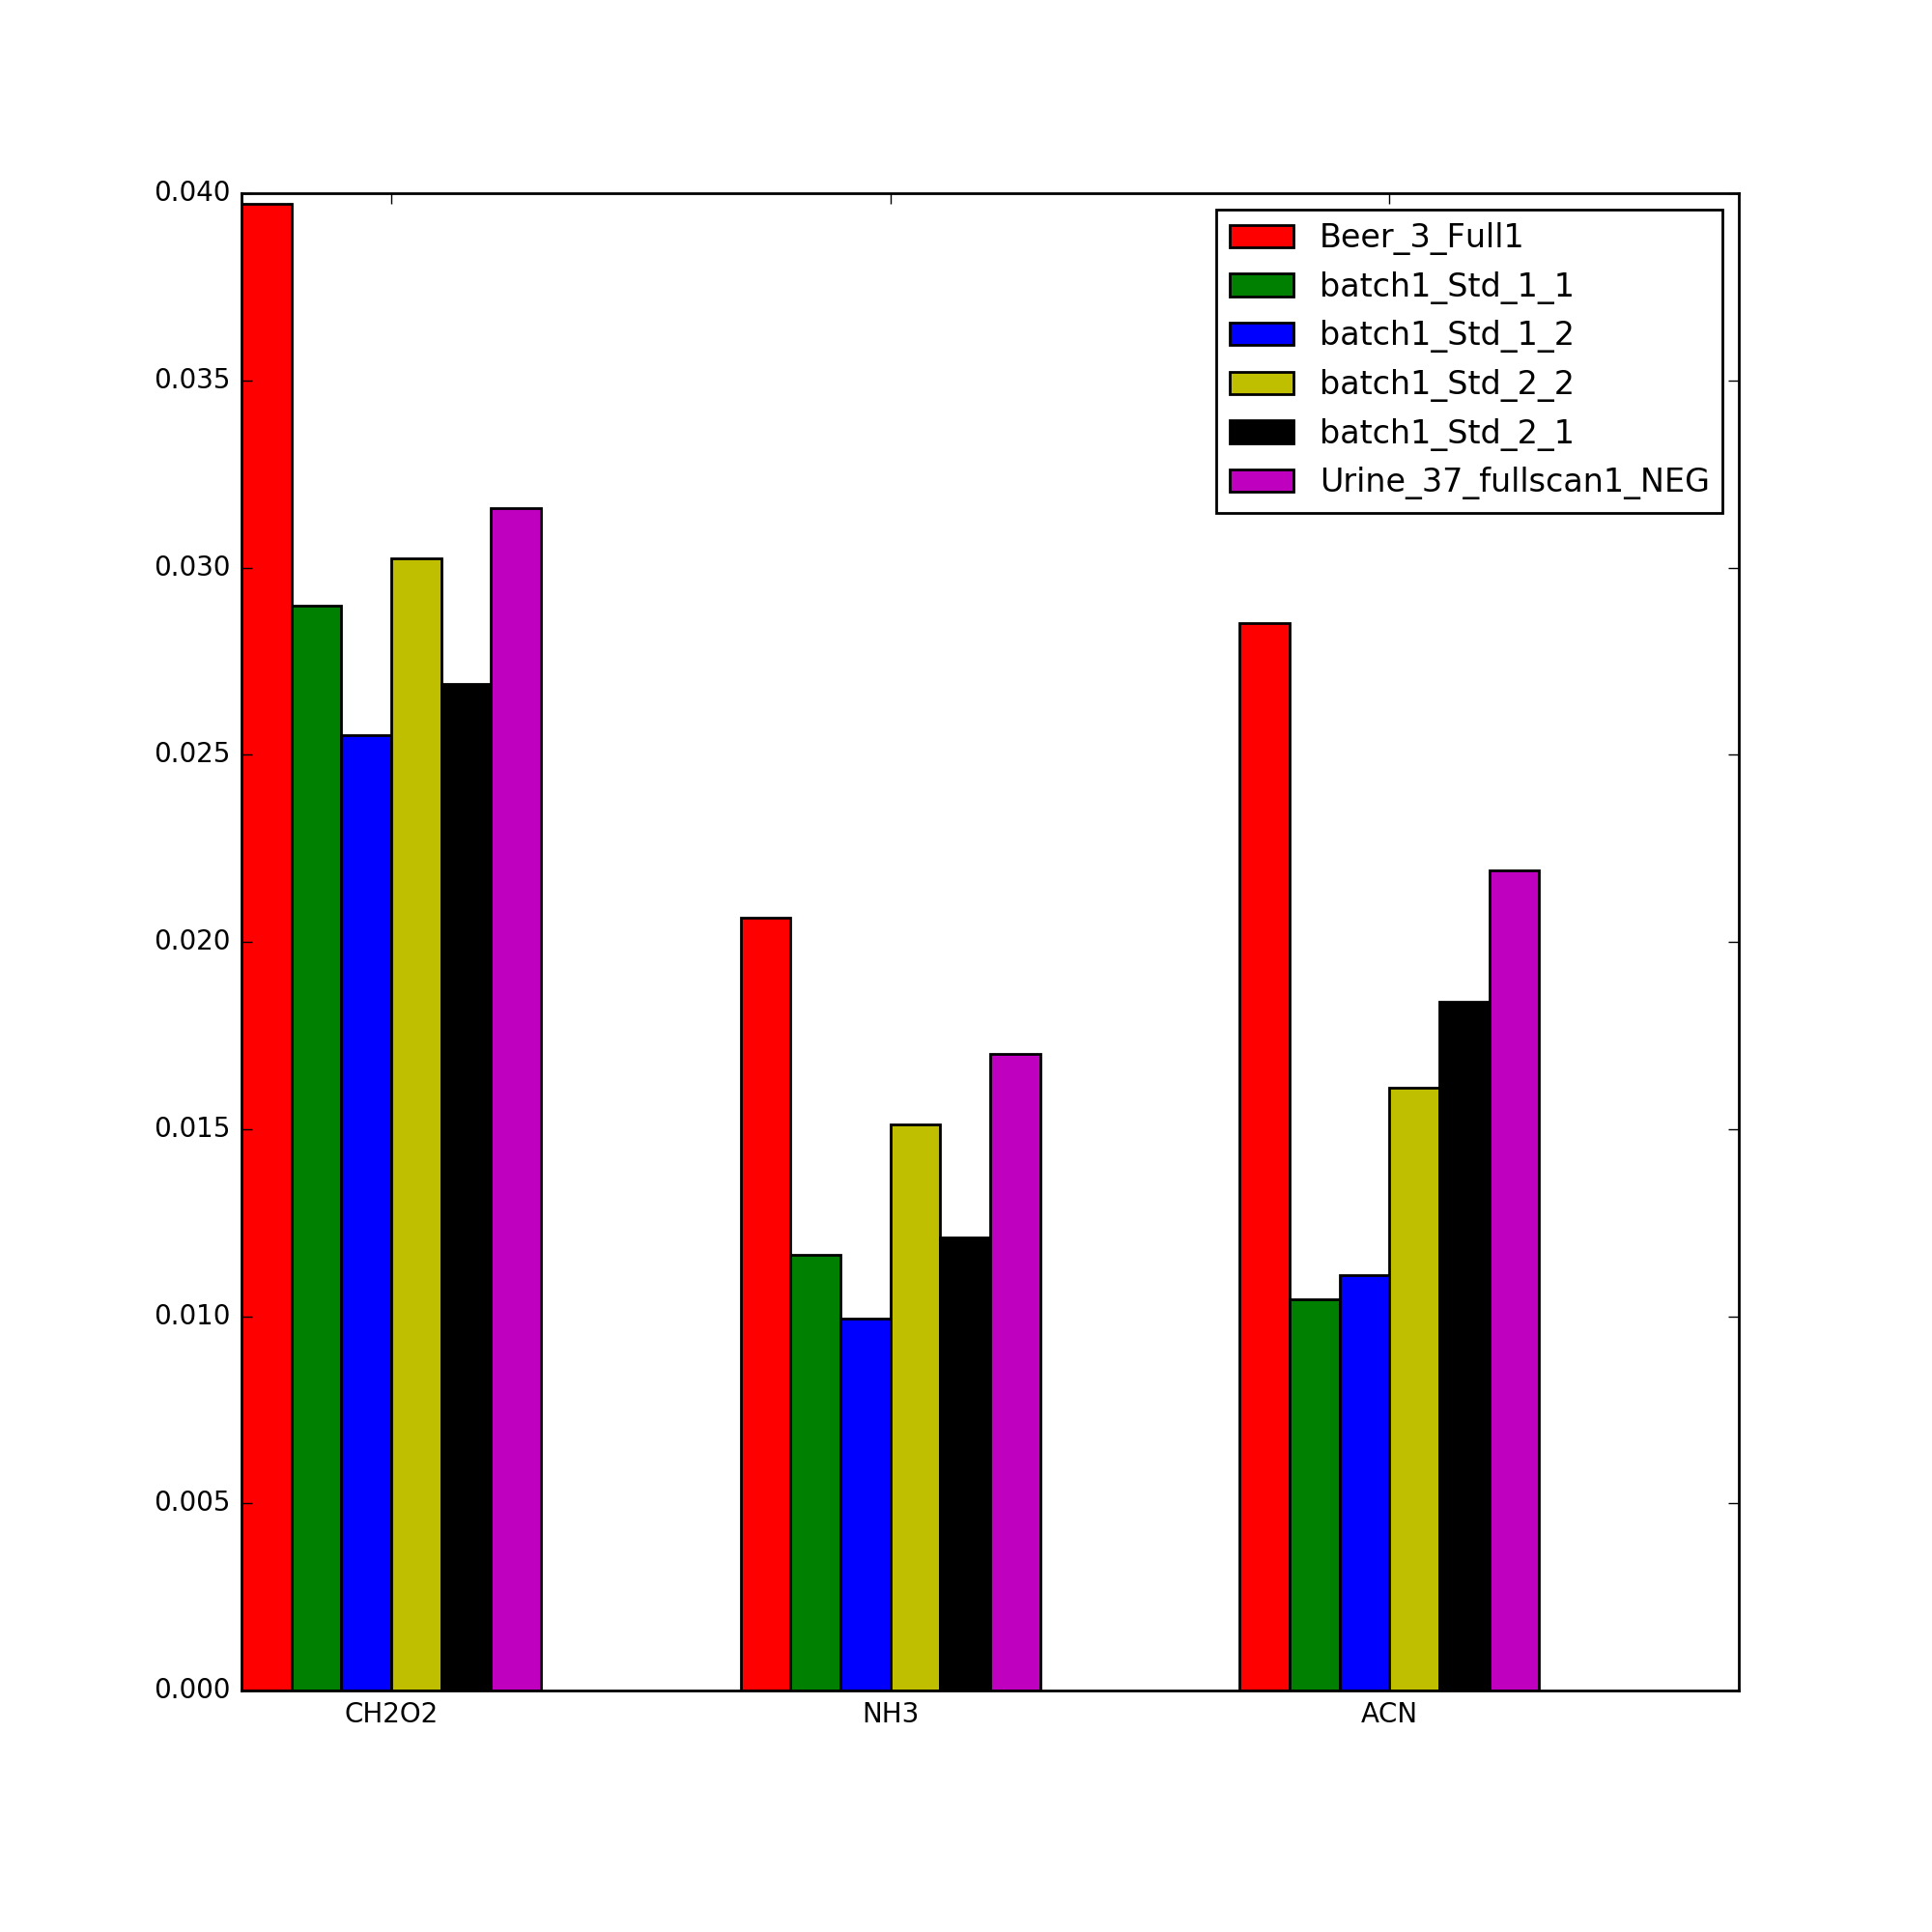 0.040
0.035
0.030
0.025
0.020
0.015
0.010
0.005
0.000
CH2O2
NH3
ACN
Beer_3_Full1
batch1_Std_1_1
batch1_Std_1_2
batch1_Std_2_2
batch1_Std_2_1
Urine_37_fullscan1_NEG